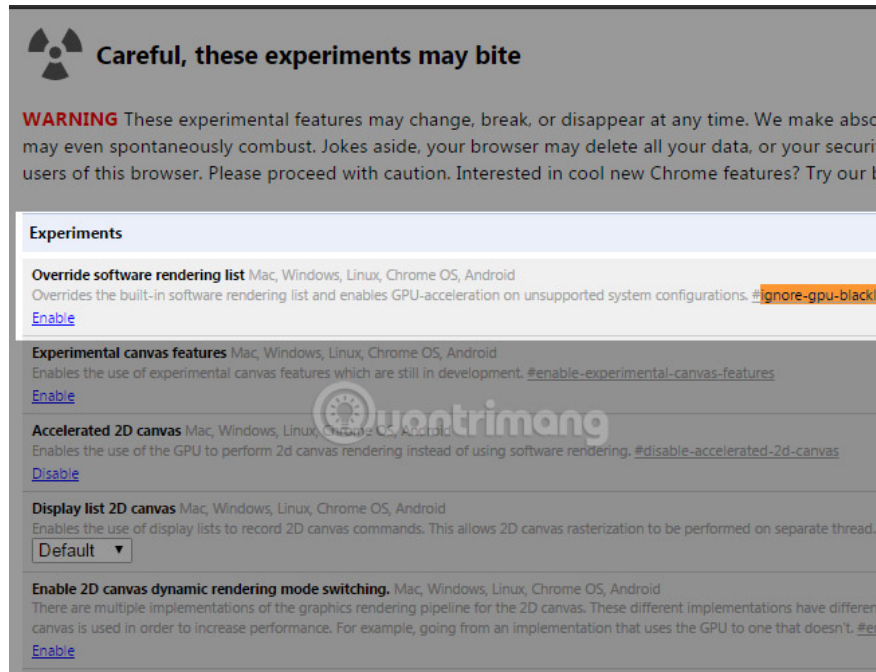 Careful, these experiments may bite
WARNING These experimental features may change, break, or disappear at any time. We make abso
may even spontaneously combust. Jokes aside, your browser may delete all your data, or your securi
users of this browser. Please proceed with caution. Interested in cool new Chrome features? Try our b
Experiments
Override software rendering list Mac, Windows, Linux, Chrome OS, Android
Overrides the built-in software rendering list and enables GPU-acceleration on unsupported system configurations. #ignore-gpu-blackl
Enable
Experimental canvas features Mac, Windows, Linux, Chrome OS, Android
Enables the use of experimental canvas features which are still in development. #enable-experimental-canvas-features
Enable
Quantrimang
Accelerated 2D canvas Mac, Windows, Linux, Chrome OS, Android
Enables the use of the GPU to perform 2d canvas rendering instead of using software rendering. #disable-accelerated-2d-canvas
Disable
Display list 2D canvas Mac, Windows, Linux, Chrome OS, Android
Enables the use of display lists to record 2D canvas commands. This allows 2D canvas rasterization to be performed on separate thread.
Default
Enable 2D canvas dynamic rendering mode switching. Mac, Windows, Linux, Chrome OS, Android
There are multiple implementations of the graphics rendering pipeline for the 2D canvas. These different implementations have differen
canvas is used in order to increase performance. For example, going from an implementation that uses the GPU to one that doesn't. #e
Enable